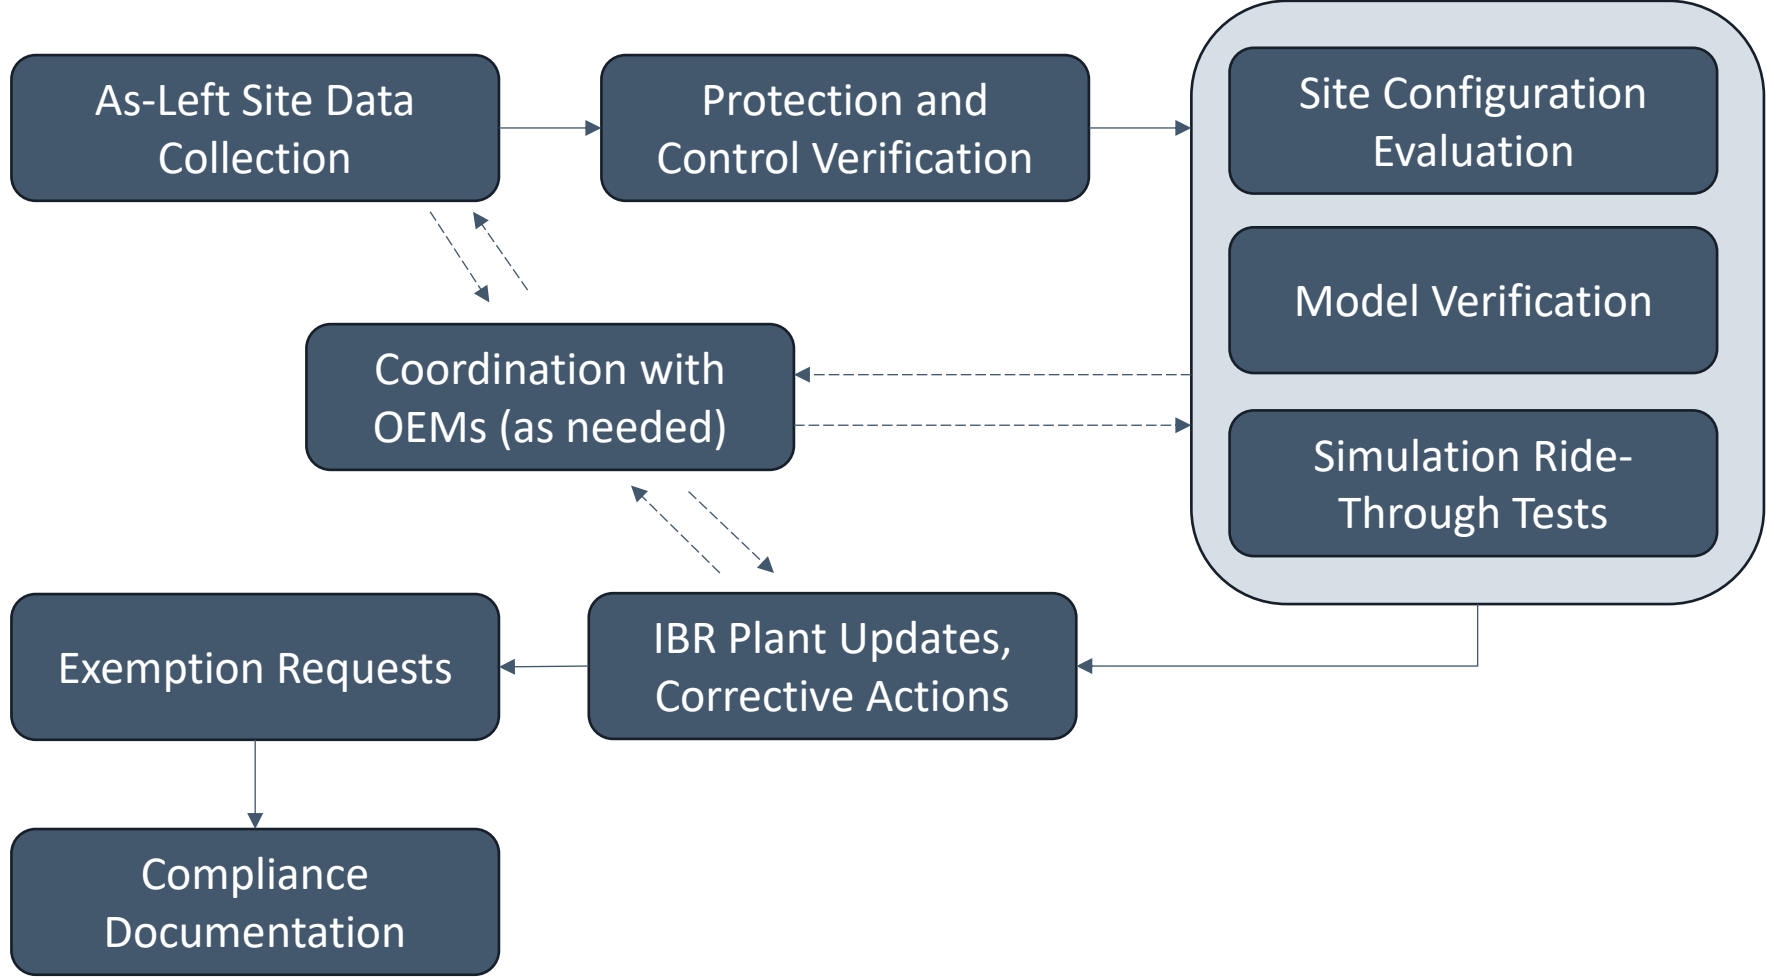 As-Left Site Data
Collection
Protection and
Control Verification
Site Configuration
Evaluation
Model Verification
Simulation Ride-
Through Tests
Coordination with
OEMs (as needed)
IBR Plant Updates,
Corrective Actions
Exemption Requests
Compliance
Documentation